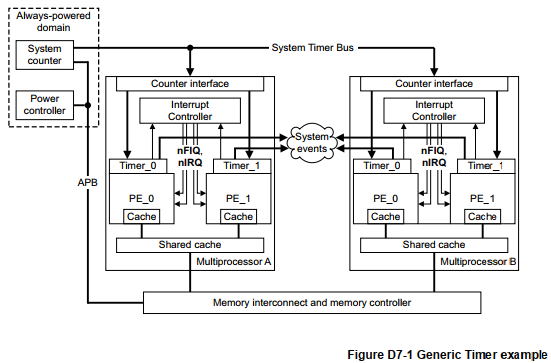 Always-powered
domain
System
counter
Power
controller
APB
System Timer Bus
Counter interface
Interrupt
Controller
nFIQ,
nIRQ
Timer_0
Timer_1
PE_0
PE_1
Cache
Cache
Shared cache
Multiprocessor A
System
events
Counter interface
Interrupt
Controller
nFIQ,
nIRQ
Timer_0
Timer_1
PE_0
PE_1
Cache
Cache
Shared cache
Multiprocessor B
Memory interconnect and memory controller
Figure D7-1 Generic Timer example